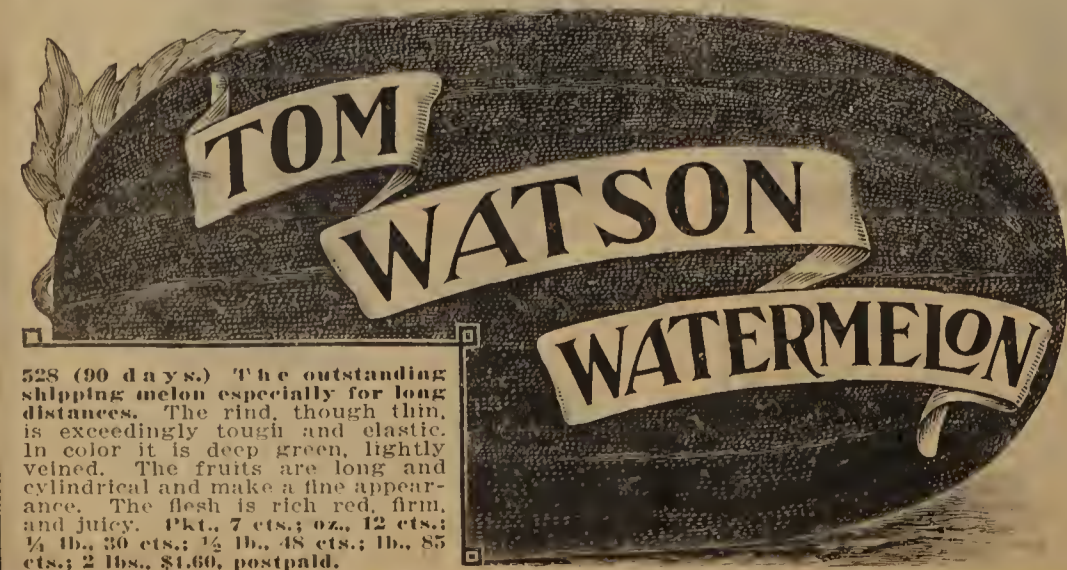 TOM
WATSON
WATERMELON
528 (90 days.) The outstanding
shipping melon especially for long
distances. The rind, though thin,
is exceedingly tough and elastic.
In color it is deep green, lightly
veined. The fruits are long and
cylindrical and make a fine appear-
ance. The flesh is rich red, firm,
and juicy. Pkt., 7 cts.; oz., 12 cts.;
¼ lb., 30 cts.; ½ lb., 48 cts.; lb., 85
cts.; 2 lbs., $1.60, postpaid.